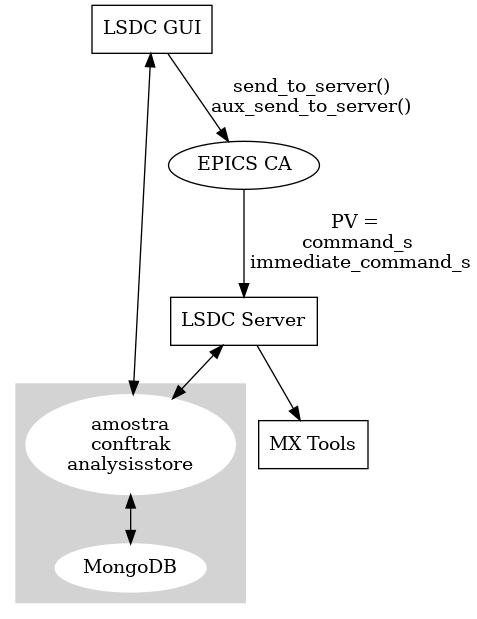 LSDC GUI
send_to_server()
aux_send_to_server()
EPICS CA
PV =
command_s
immediate_command_s
LSDC Server
amostra
conftrak
analysisstore
MX Tools
MongoDB